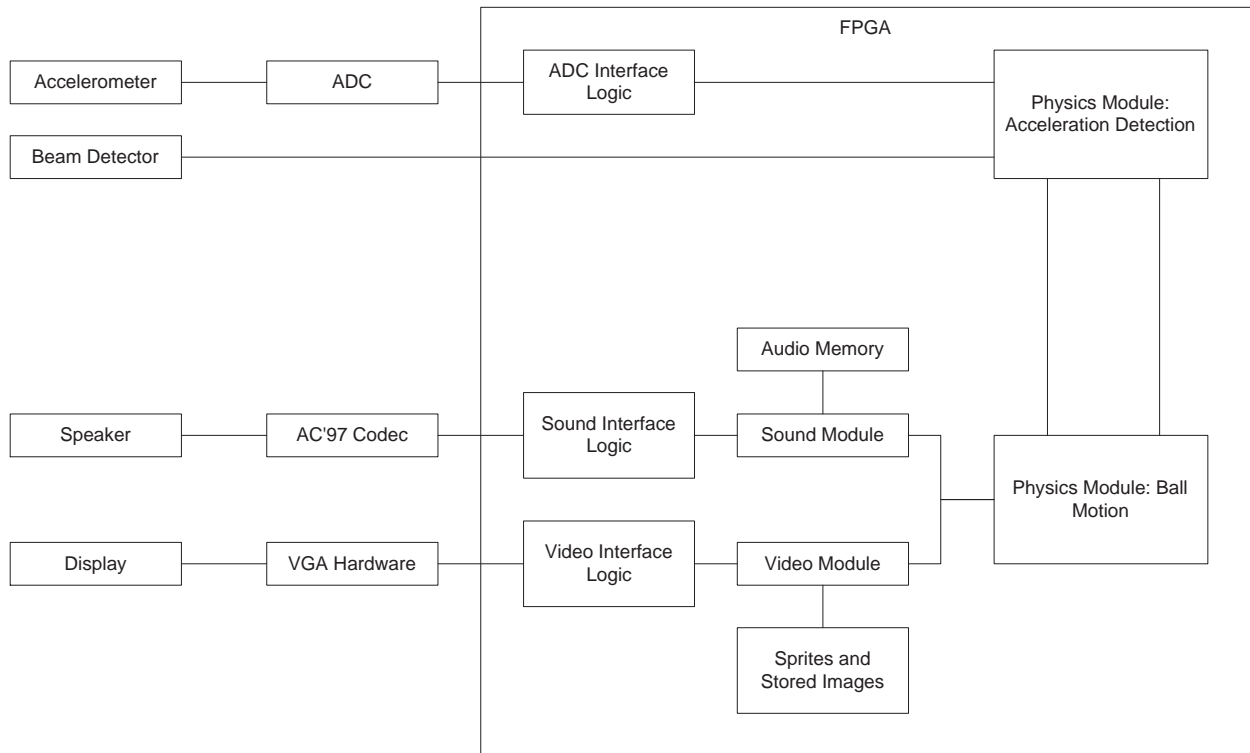 FPGA
Accelerometer
ADC
ADC Interface
Logic
Physics Module:
Acceleration Detection
Beam Detector
Audio Memory
Speaker
AC'97 Codec
Sound Interface
Logic
Sound Module
Physics Module: Ball
Motion
Display
VGA Hardware
Video Interface
Logic
Video Module
Sprites and
Stored Images